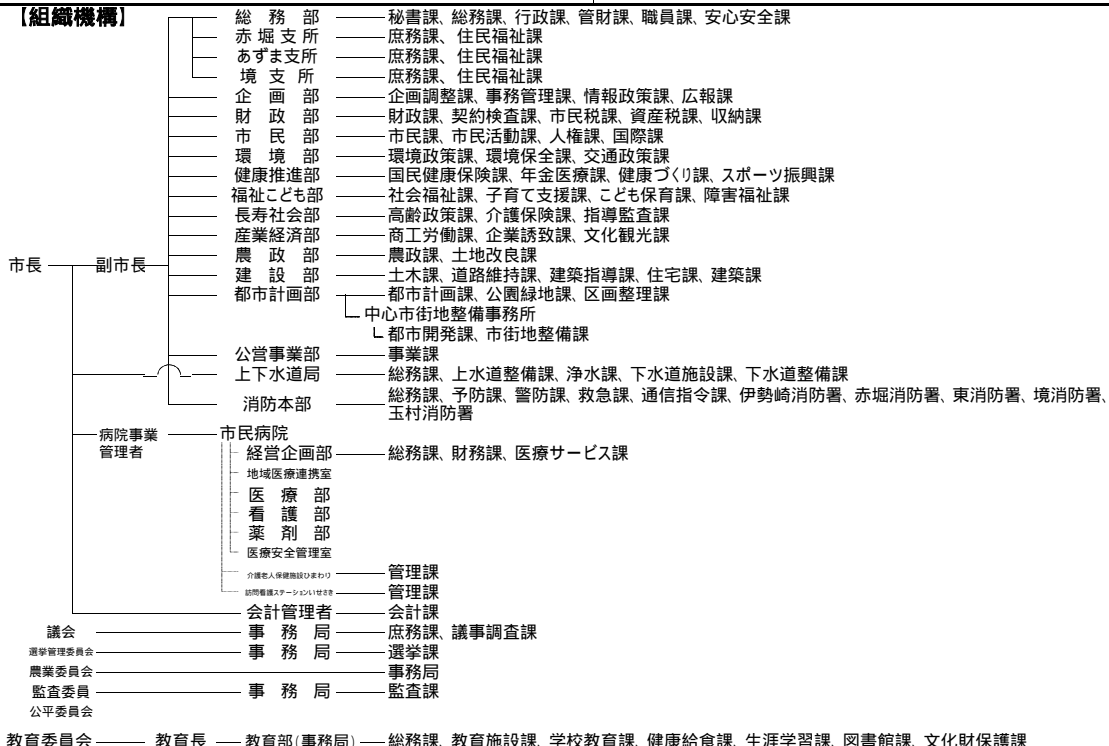 【組織機構】
総務部 秘書課、総務課、行政課、管財課、職員課、安心安全課
赤堀支所 庶務課、住民福祉課
あずま支所 庶務課、住民福祉課
境支所 庶務課、住民福祉課
企画部 企画調整課、事務管理課、情報政策課、広報課
財政部 財政課、契約検査課、市民税課、資産税課、収納課
市民部 市民課、市民活動課、人権課、国際課
環境部 環境政策課、環境保全課、交通政策課
健康推進部 国民健康保険課、年金医療課、健康づくり課、スポーツ振興課
福祉こども部 社会福祉課、子育て支援課、こども保育課、障害福祉課
長寿社会部 高齢政策課、介護保険課、指導監査課
産業経済部 商工労働課、企業誘致課、文化観光課
農政部 農政課、土地改良課
市長 副市長
建設部 土木課、道路維持課、建築指導課、住宅課、建築課
都市計画部 都市計画課、公園緑地課、区画整理課
中心市街地整備事務所
都市開発課、市街地整備課
公営事業部 事業課
上下水道局 総務課、上水道整備課、浄水課、下水道施設課、下水道整備課
消防本部 総務課、予防課、警防課、救急課、通信指令課、伊勢崎消防署、赤堀消防署、東消防署、境消防署、
玉村消防署
病院事業 市民病院
管理者
経営企画部 総務課、財務課、医療サービス課
地域医療連携室
医療部
看護部
薬剤部
医療安全管理室
介護老人保健施設ひまわり 管理課
訪問看護ステーションいせさき 管理課
会計管理者 会計課
議会 事務局 庶務課、議事調査課
選挙管理委員会 事務局 選挙課
農業委員会 事務局
監査委員 事務局 監査課
公平委員会
教育委員会 教育長 教育部(事務局) 総務課、教育施設課、学校教育課、健康給食課、生涯学習課、図書館課、文化財保護課